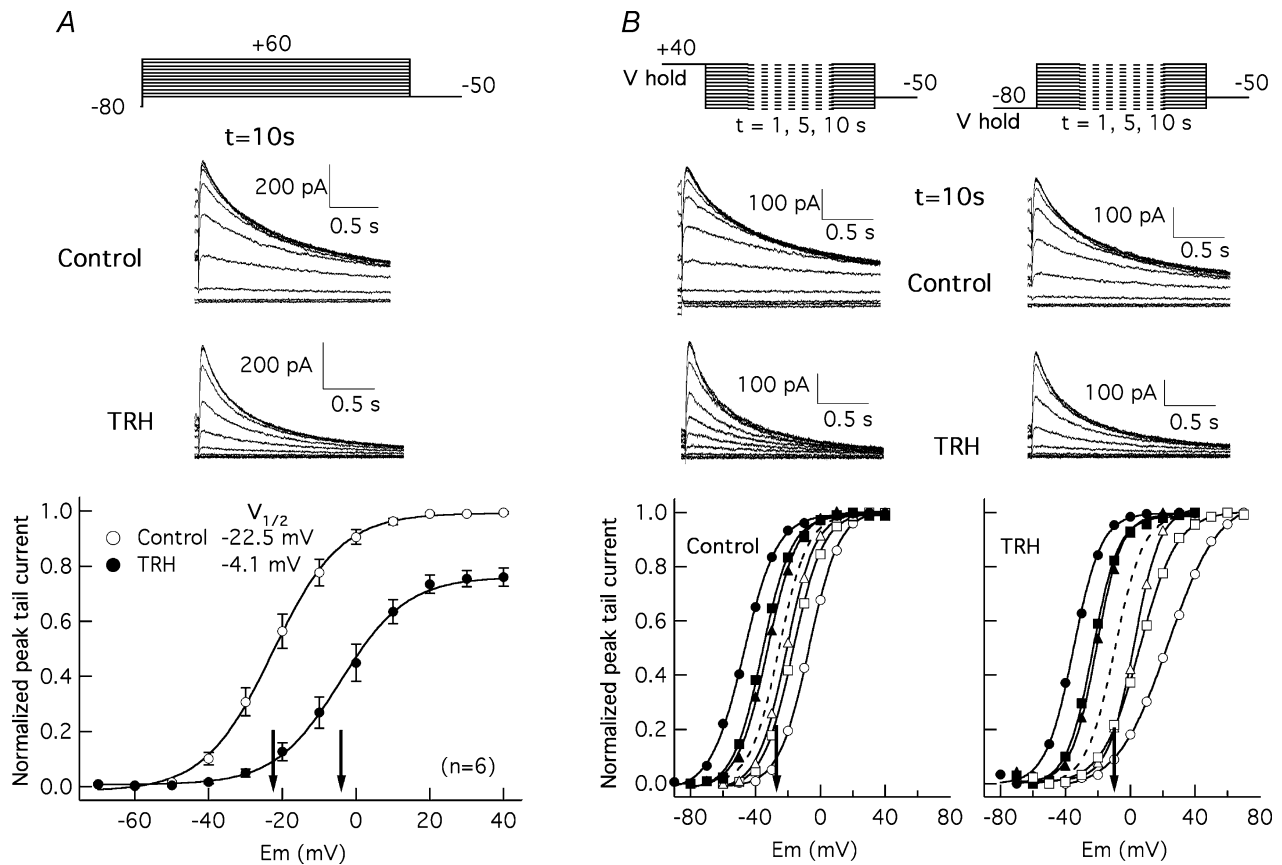 A
+60
-80
-50
t=10s
200 pA
0.5 s
Control
200 pA
0.5 s
TRH
V1/2
Control -22.5 mV
TRH -4.1 mV
(n=6)
Normalized peak tail current
1.0
0.8
0.6
0.4
0.2
0.0
-60 -40 -20 0 20 40
Em (mV)
B
+40
V hold
-50
t = 1, 5, 10 s
-80
V hold
-50
t = 1, 5, 10 s
100 pA
0.5 s
t=10s
100 pA
0.5 s
Control
100 pA
0.5 s
100 pA
0.5 s
TRH
Normalized peak tail current
1.0
0.8
0.6
0.4
0.2
0.0
Control
-80 -40 0 40
Em (mV)
TRH
-80 -40 0 40 80
Em (mV)